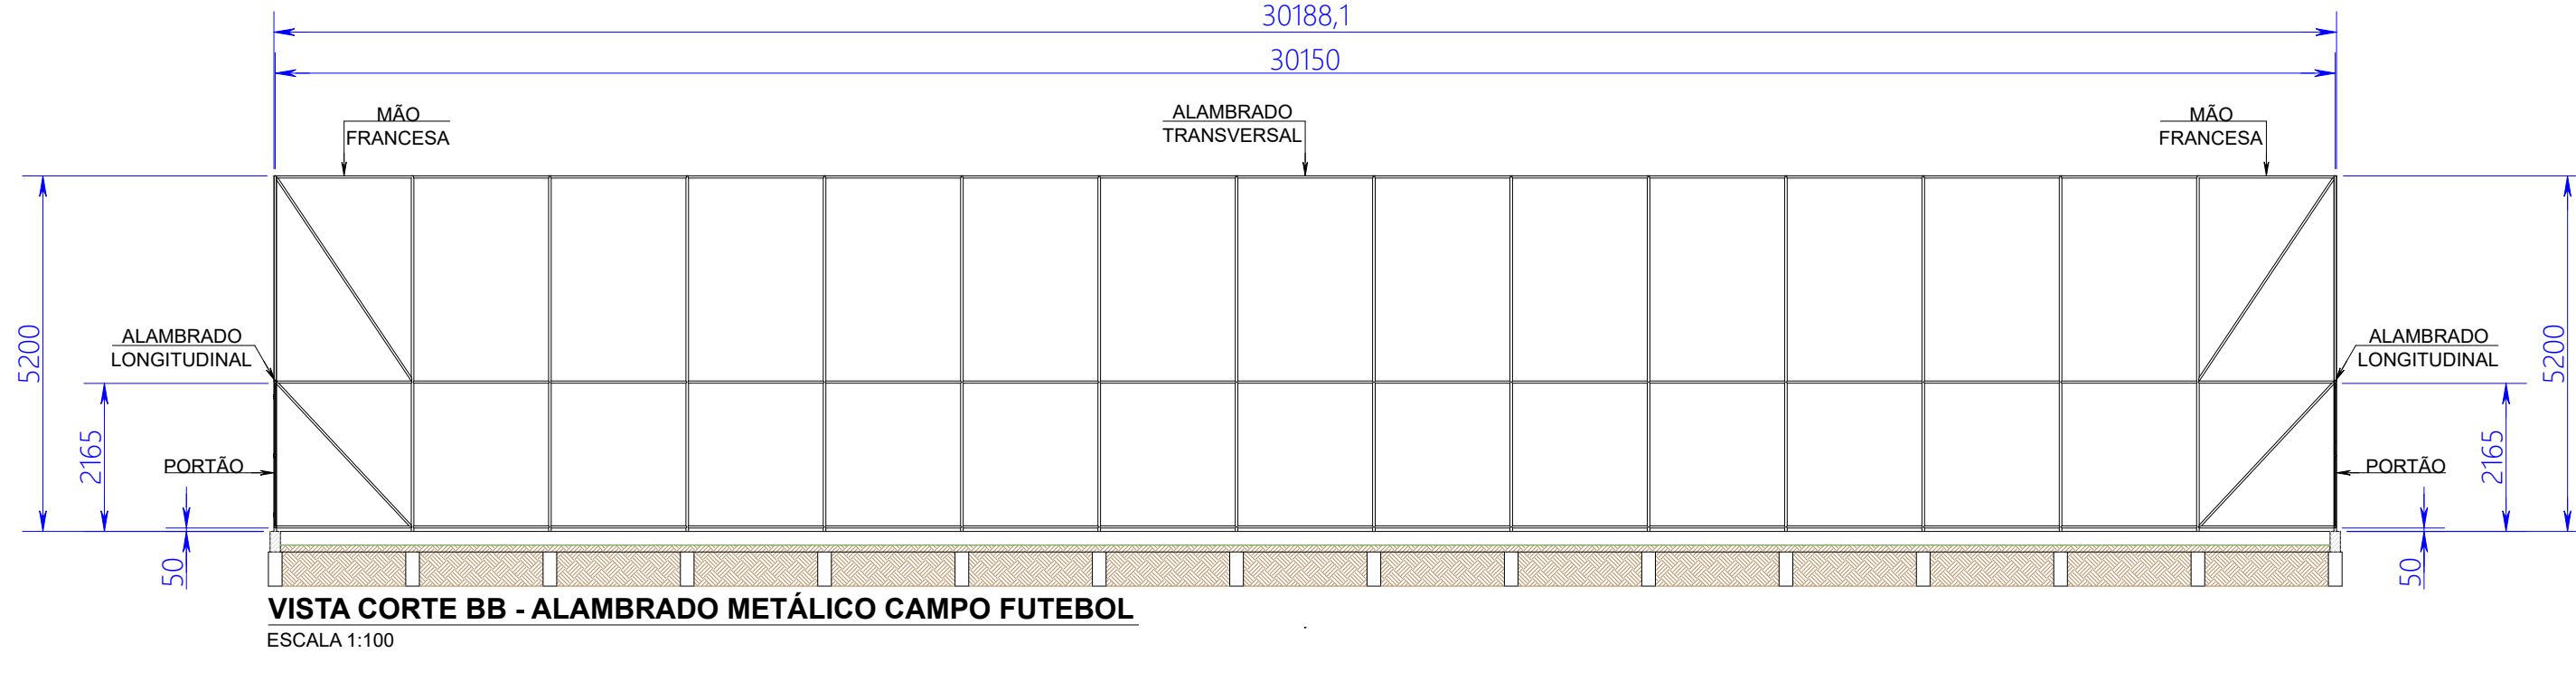 30188,1
30150
MÃO
FRANCESA
ALAMBRADO
TRANSVERSAL
MÃO
FRANCESA
5200
ALAMBRADO
LONGITUDINAL
2165
PORTÃO
50
ALAMBRADO
LONGITUDINAL
5200
2165
PORTÃO
50
VISTA CORTE BB - ALAMBRADO METÁLICO CAMPO FUTEBOL
ESCALA 1:100